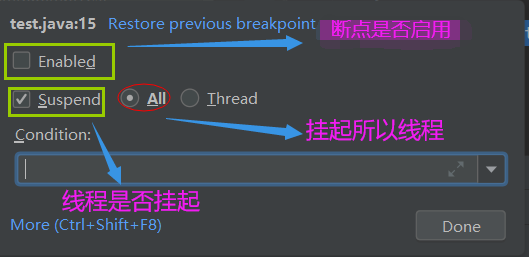 test.java:15 Restore previous breakpoint 断点是否启用
Enabled
Suspend All Thread
挂起所以线程
Condition:
线程是否挂起
More (Ctrl+Shift+F8) Done